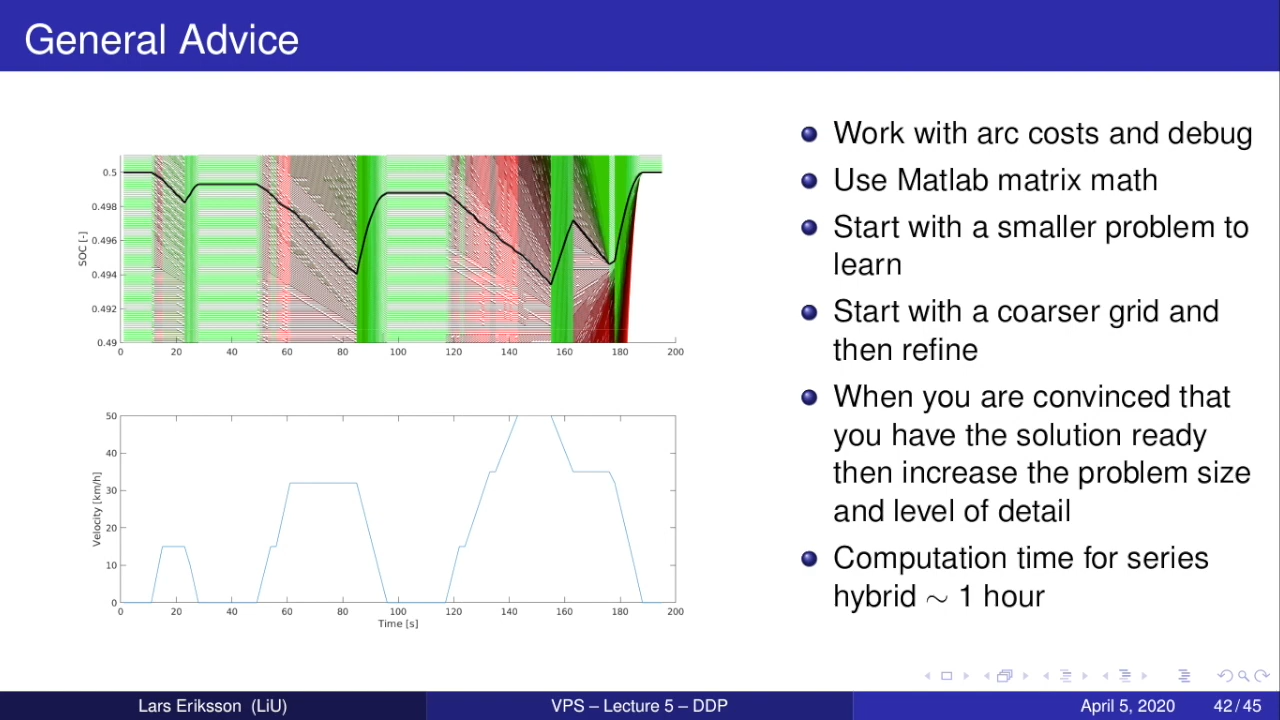 General Advice
0.5
0.498
0.496
0.494
0.492
0.49
SOC [-]
0 20 40 60 80 100 120 140 160 180 200
50
40
30
20
10
0
Velocity [km/h]
0 20 40 60 80 100 120 140 160 180 200
Time [s]
Work with arc costs and debug
Use Matlab matrix math
Start with a smaller problem to
learn
Start with a coarser grid and
then refine
When you are convinced that
you have the solution ready
then increase the problem size
and level of detail
Computation time for series
hybrid ∼ 1 hour
Lars Eriksson (LiU) VPS – Lecture 5 – DDP April 5, 2020 42 / 45